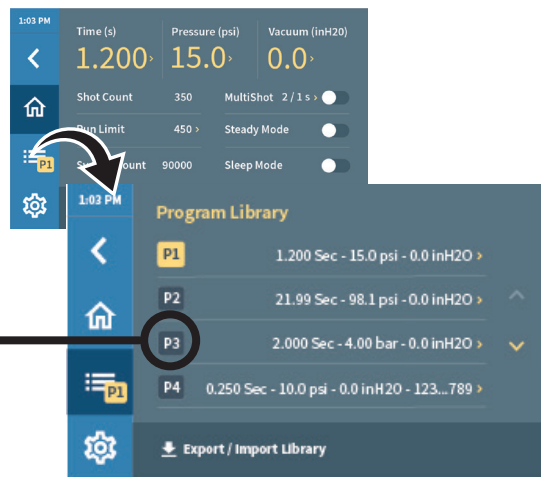 1:03 PM
Time (s) Pressure (psi) Vacuum (inH20)
1.200 › 15.0 › 0.0 ›
Shot Count 350 MultiShot 2 / 1 s ›
Run Limit 450 › Steady Mode
P1
90000 Sleep Mode
1:03 PM
Program Library
P1 1.200 Sec - 15.0 psi - 0.0 inH2O ›
P2 21.99 Sec - 98.1 psi - 0.0 inH2O ›
P3 2.000 Sec - 4.00 bar - 0.0 inH2O ›
P1
P4 0.250 Sec - 10.0 psi - 0.0 inH2O - 123...789 ›
Export / Import Library